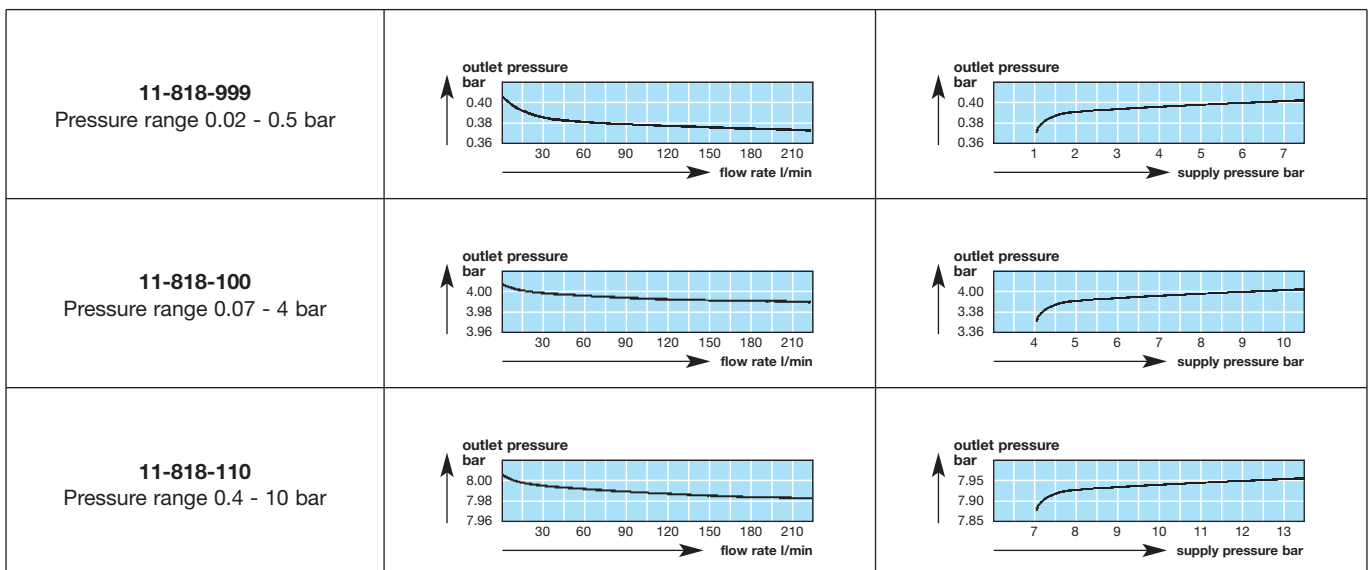 11-818-999
Pressure range 0.02 - 0.5 bar
outlet pressure
bar
0.40
0.38
0.36
30 60 90 120 150 180 210
flow rate l/min
outlet pressure
bar
0.40
0.38
0.36
1 2 3 4 5 6 7
supply pressure bar
11-818-100
Pressure range 0.07 - 4 bar
outlet pressure
bar
4.00
3.98
3.96
30 60 90 120 150 180 210
flow rate l/min
outlet pressure
bar
4.00
3.38
3.36
4 5 6 7 8 9 10
supply pressure bar
11-818-110
Pressure range 0.4 - 10 bar
outlet pressure
bar
8.00
7.98
7.96
30 60 90 120 150 180 210
flow rate l/min
outlet pressure
bar
7.95
7.90
7.85
7 8 9 10 11 12 13
supply pressure bar